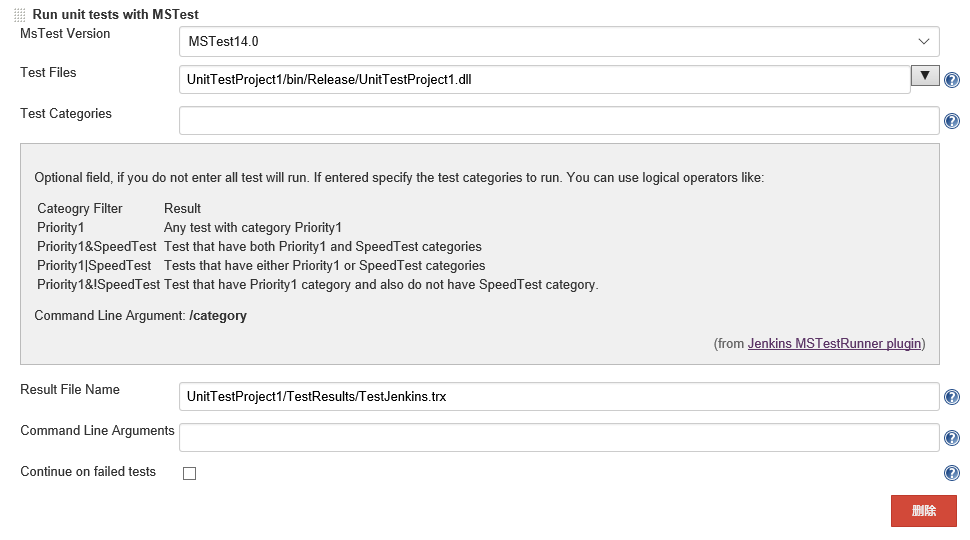 Run unit tests with MSTest
MsTest Version
MSTest14.0
Test Files
UnitTestProject1/bin/Release/UnitTestProject1.dll
Test Categories
Optional field, if you do not enter all test will run. If entered specify the test categories to run. You can use logical operators like:
Cateogry Filter Result
Priority1 Any test with category Priority1
Priority1&SpeedTest Test that have both Priority1 and SpeedTest categories
Priority1|SpeedTest Tests that have either Priority1 or SpeedTest categories
Priority1&!SpeedTest Test that have Priority1 category and also do not have SpeedTest category.
Command Line Argument: /category
(from Jenkins MSTestRunner plugin)
Result File Name
UnitTestProject1/TestResults/TestJenkins.trx
Command Line Arguments
Continue on failed tests
删除